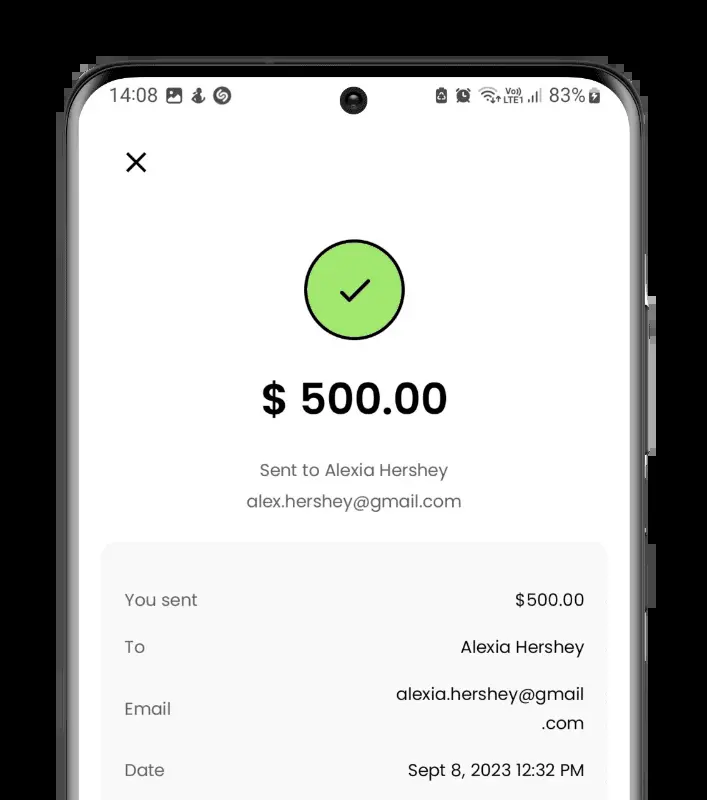 14:08 Vo)) LTE1 83%
$ 500.00
Sent to Alexia Hershey
alex.hershey@gmail.com
You sent $500.00
To Alexia Hershey
Email alexia.hershey@gmail
.com
Date Sept 8, 2023 12:32 PM